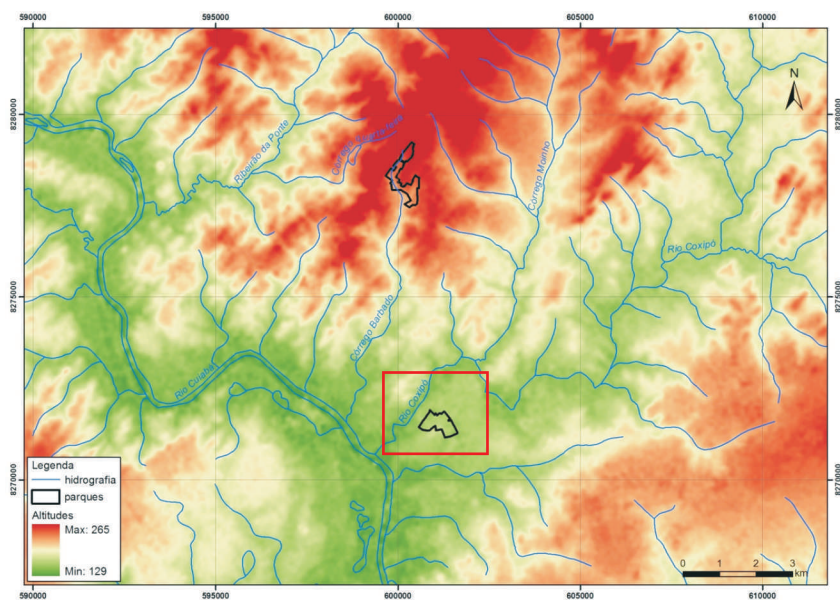 590000 595000 600000 605000 610000
8280000 8280000
N
Ribeirão da Ponte
Córrego Moinho
Rio Coxipó
8275000 8275000
Córrego Barbado
Rio Cuiabá
Rio Coxipó
8270000 8270000
Legenda
hidrografia
parques
Altitudes
Max: 265
Min: 129
0 1 2 3
km
590000 595000 600000 605000 610000